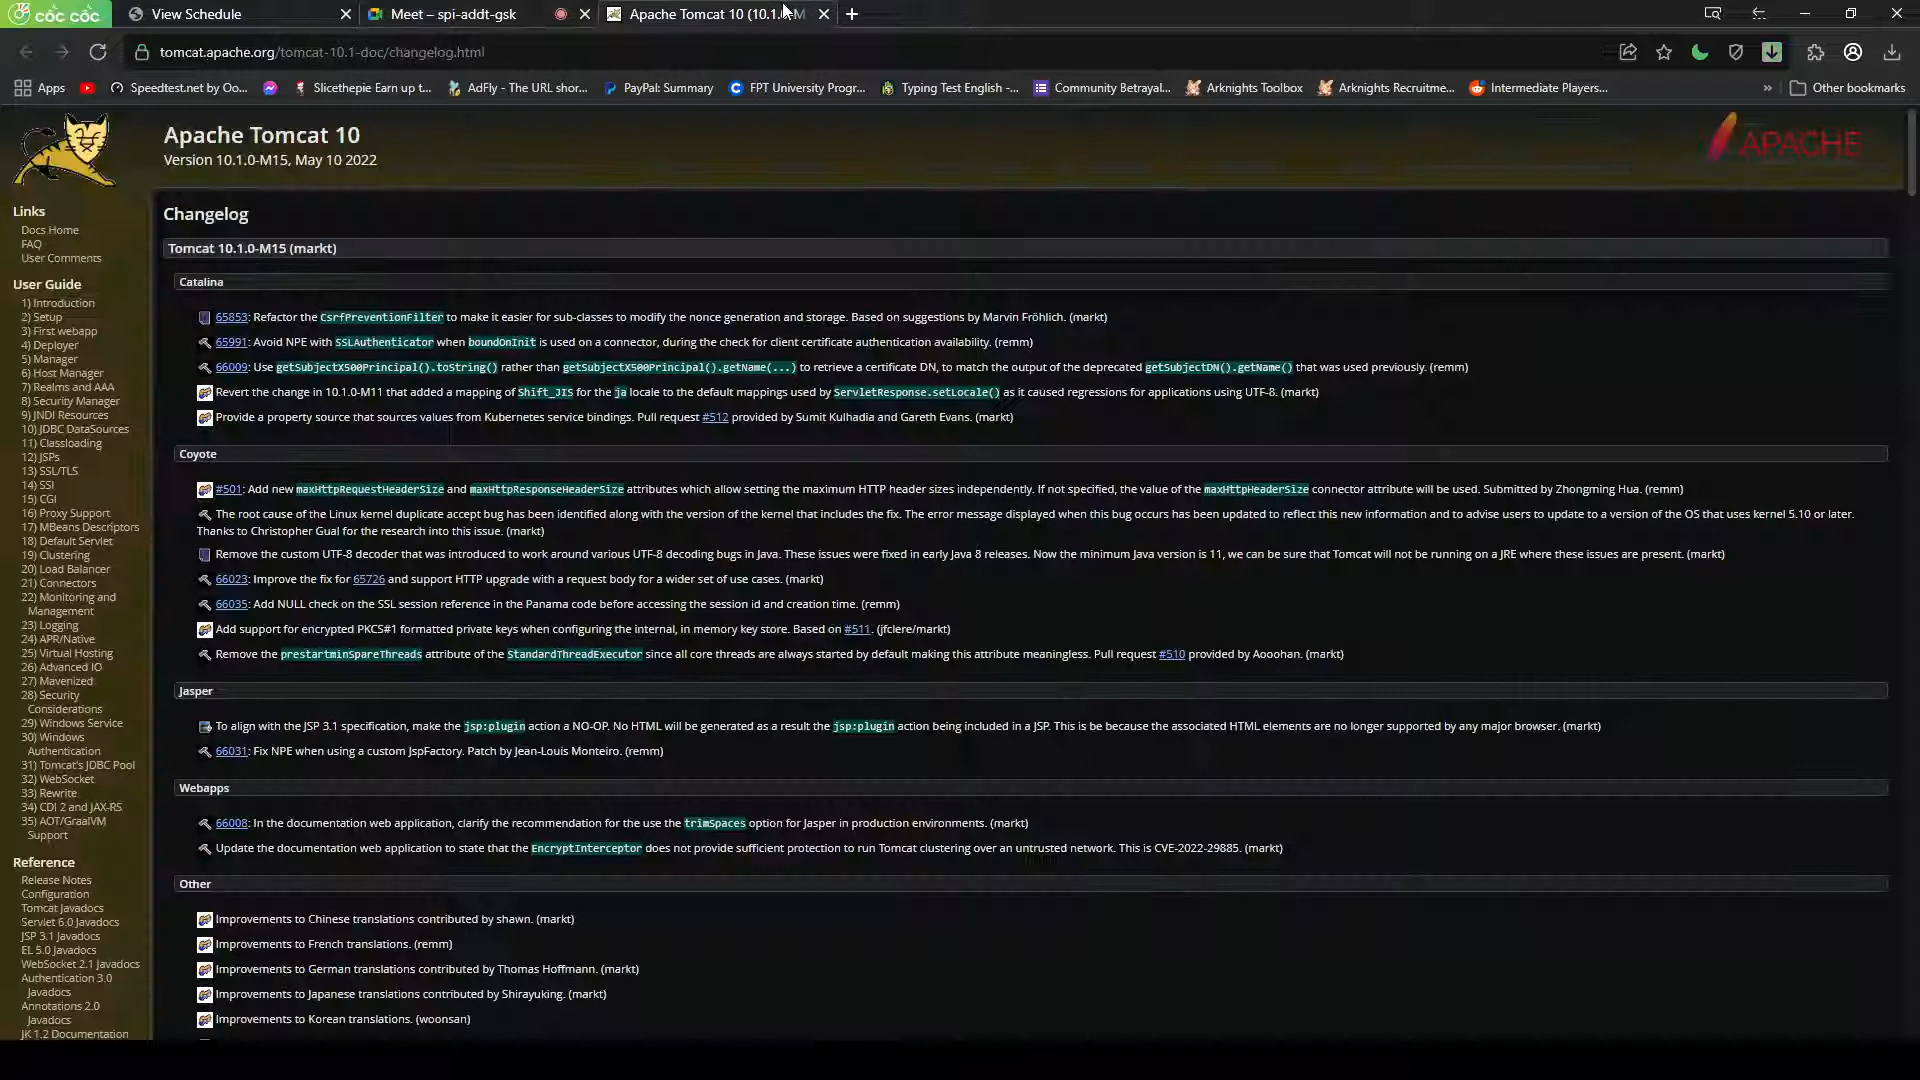 cốc cốc
View Schedule
Meet – spi-addt-gsk
Apache Tomcat 10 (10.1.
tomcat.apache.org/tomcat-10.1-doc/changelog.html
Apps
Speedtest.net by Oo...
Slicethepie Earn up t...
AdFly - The URL shor...
PayPal: Summary
FPT University Progr...
Typing Test English -...
Community Betrayal...
Arknights Toolbox
Arknights Recruitme...
Intermediate Players...
»
Other bookmarks
Apache Tomcat 10
Version 10.1.0-M15, May 10 2022
APACHE
Links
Docs Home
FAQ
User Comments
User Guide
1) Introduction
2) Setup
3) First webapp
4) Deployer
5) Manager
6) Host Manager
7) Realms and AAA
8) Security Manager
9) JNDI Resources
10) JDBC DataSources
11) Classloading
12) JSPs
13) SSL/TLS
14) SSI
15) CGI
16) Proxy Support
17) MBeans Descriptors
18) Default Servlet
19) Clustering
20) Load Balancer
21) Connectors
22) Monitoring and
Management
23) Logging
24) APR/Native
25) Virtual Hosting
26) Advanced IO
27) Mavenized
28) Security
Considerations
29) Windows Service
30) Windows
Authentication
31) Tomcat's JDBC Pool
32) WebSocket
33) Rewrite
34) CDI 2 and JAX-RS
35) AOT/GraalVM
Support
Reference
Release Notes
Configuration
Tomcat Javadocs
Servlet 6.0 Javadocs
JSP 3.1 Javadocs
EL 5.0 Javadocs
WebSocket 2.1 Javadocs
Authentication 3.0
Javadocs
Annotations 2.0
Javadocs
JK 1.2 Documentation
Changelog
Tomcat 10.1.0-M15 (markt)
Catalina
65853: Refactor the CsrfPreventionFilter to make it easier for sub-classes to modify the nonce generation and storage. Based on suggestions by Marvin Fröhlich. (markt)
65991: Avoid NPE with SSLAuthenticator when boundOnInit is used on a connector, during the check for client certificate authentication availability. (remm)
66009: Use getSubjectX500Principal().toString() rather than getSubjectX500Principal().getName(...) to retrieve a certificate DN, to match the output of the deprecated getSubjectDN().getName() that was used previously. (remm)
Revert the change in 10.1.0-M11 that added a mapping of Shift_JIS for the ja locale to the default mappings used by ServletResponse.setLocale() as it caused regressions for applications using UTF-8. (markt)
Provide a property source that sources values from Kubernetes service bindings. Pull request #512 provided by Sumit Kulhadia and Gareth Evans. (markt)
Coyote
#501: Add new maxHttpRequestHeaderSize and maxHttpResponseHeaderSize attributes which allow setting the maximum HTTP header sizes independently. If not specified, the value of the maxHttpHeaderSize connector attribute will be used. Submitted by Zhongming Hua. (remm)
The root cause of the Linux kernel duplicate accept bug has been identified along with the version of the kernel that includes the fix. The error message displayed when this bug occurs has been updated to reflect this new information and to advise users to update to a version of the OS that uses kernel 5.10 or later.
Thanks to Christopher Gual for the research into this issue. (markt)
Remove the custom UTF-8 decoder that was introduced to work around various UTF-8 decoding bugs in Java. These issues were fixed in early Java 8 releases. Now the minimum Java version is 11, we can be sure that Tomcat will not be running on a JRE where these issues are present. (markt)
66023: Improve the fix for 65726 and support HTTP upgrade with a request body for a wider set of use cases. (markt)
66035: Add NULL check on the SSL session reference in the Panama code before accessing the session id and creation time. (remm)
Add support for encrypted PKCS#1 formatted private keys when configuring the internal, in memory key store. Based on #511. (jfclere/markt)
Remove the prestartminSpareThreads attribute of the StandardThreadExecutor since all core threads are always started by default making this attribute meaningless. Pull request #510 provided by Aooohan. (markt)
Jasper
To align with the JSP 3.1 specification, make the jsp:plugin action a NO-OP. No HTML will be generated as a result the jsp:plugin action being included in a JSP. This is be because the associated HTML elements are no longer supported by any major browser. (markt)
66031: Fix NPE when using a custom JspFactory. Patch by Jean-Louis Monteiro. (remm)
Webapps
66008: In the documentation web application, clarify the recommendation for the use the trimSpaces option for Jasper in production environments. (markt)
Update the documentation web application to state that the EncryptInterceptor does not provide sufficient protection to run Tomcat clustering over an untrusted network. This is CVE-2022-29885. (markt)
Other
Improvements to Chinese translations contributed by shawn. (markt)
Improvements to French translations. (remm)
Improvements to German translations contributed by Thomas Hoffmann. (markt)
Improvements to Japanese translations contributed by Shirayuking. (markt)
Improvements to Korean translations. (woonsan)